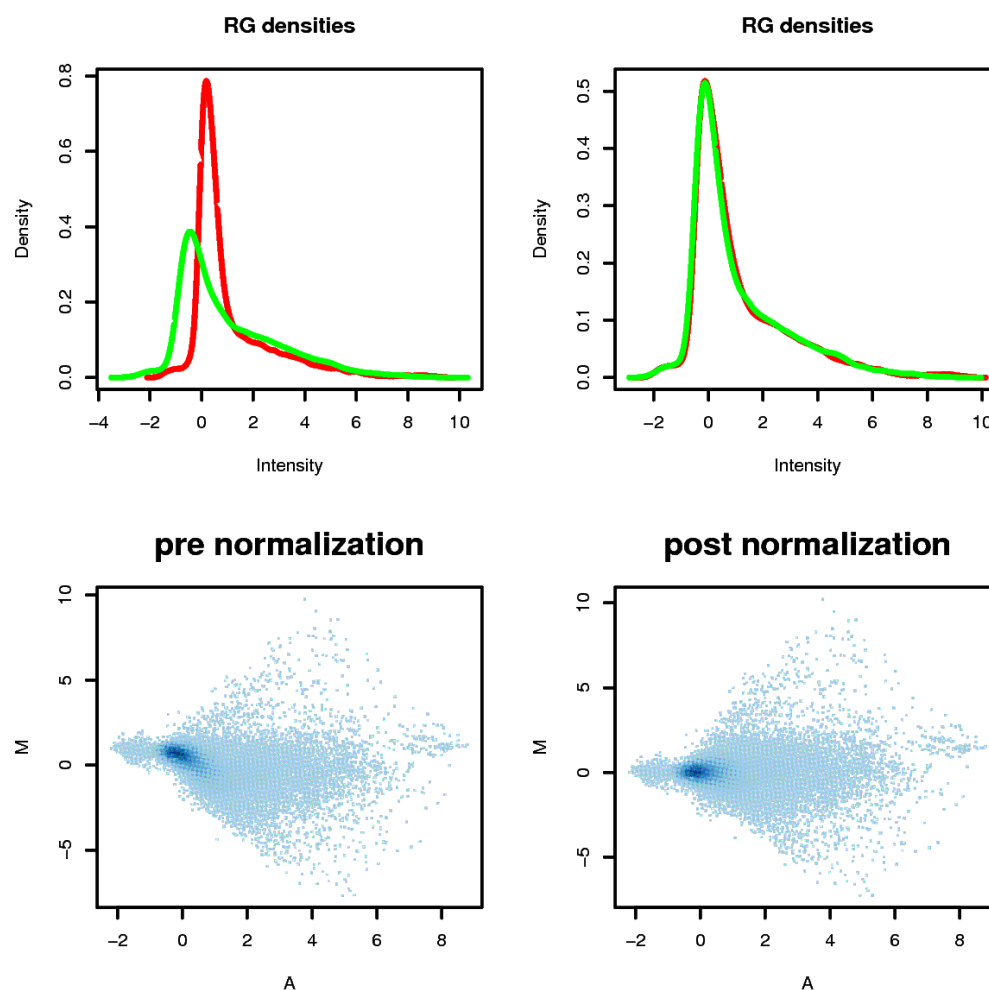 RG densities
Density
0.0 0.2 0.4 0.6 0.8
−4 −2 0 2 4 6 8 10
Intensity
RG densities
Density
0.0 0.1 0.2 0.3 0.4 0.5
−2 0 2 4 6 8 10
Intensity
pre normalization
M
−5 0 5 10
−2 0 2 4 6 8
A
post normalization
M
−5 0 5 10
−2 0 2 4 6 8
A